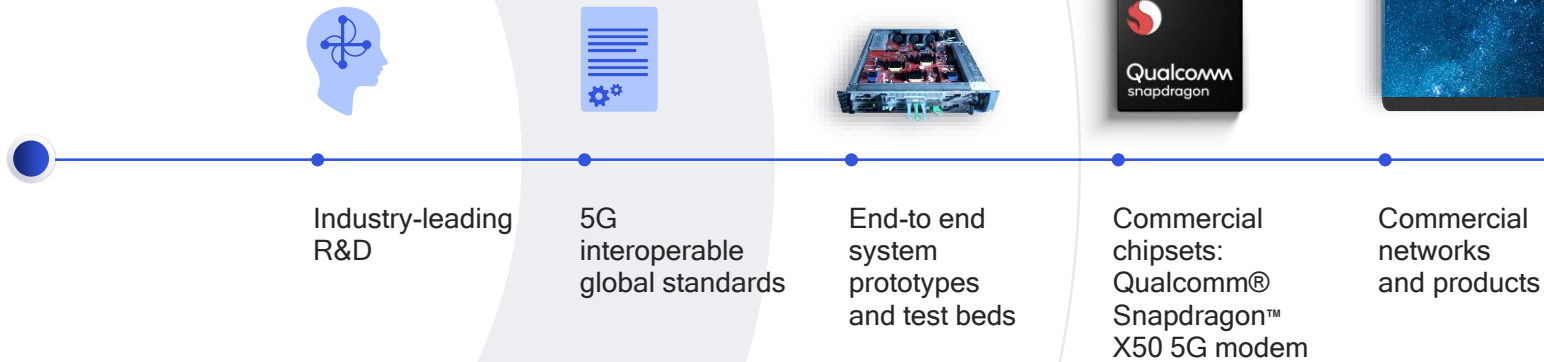 Qualcomm
snapdragon
Industry-leading
R&D
5G
interoperable
global standards
End-to end
system
prototypes
and test beds
Commercial
chipsets:
Qualcomm®
Snapdragon™
X50 5G modem
Commercial
networks
and products